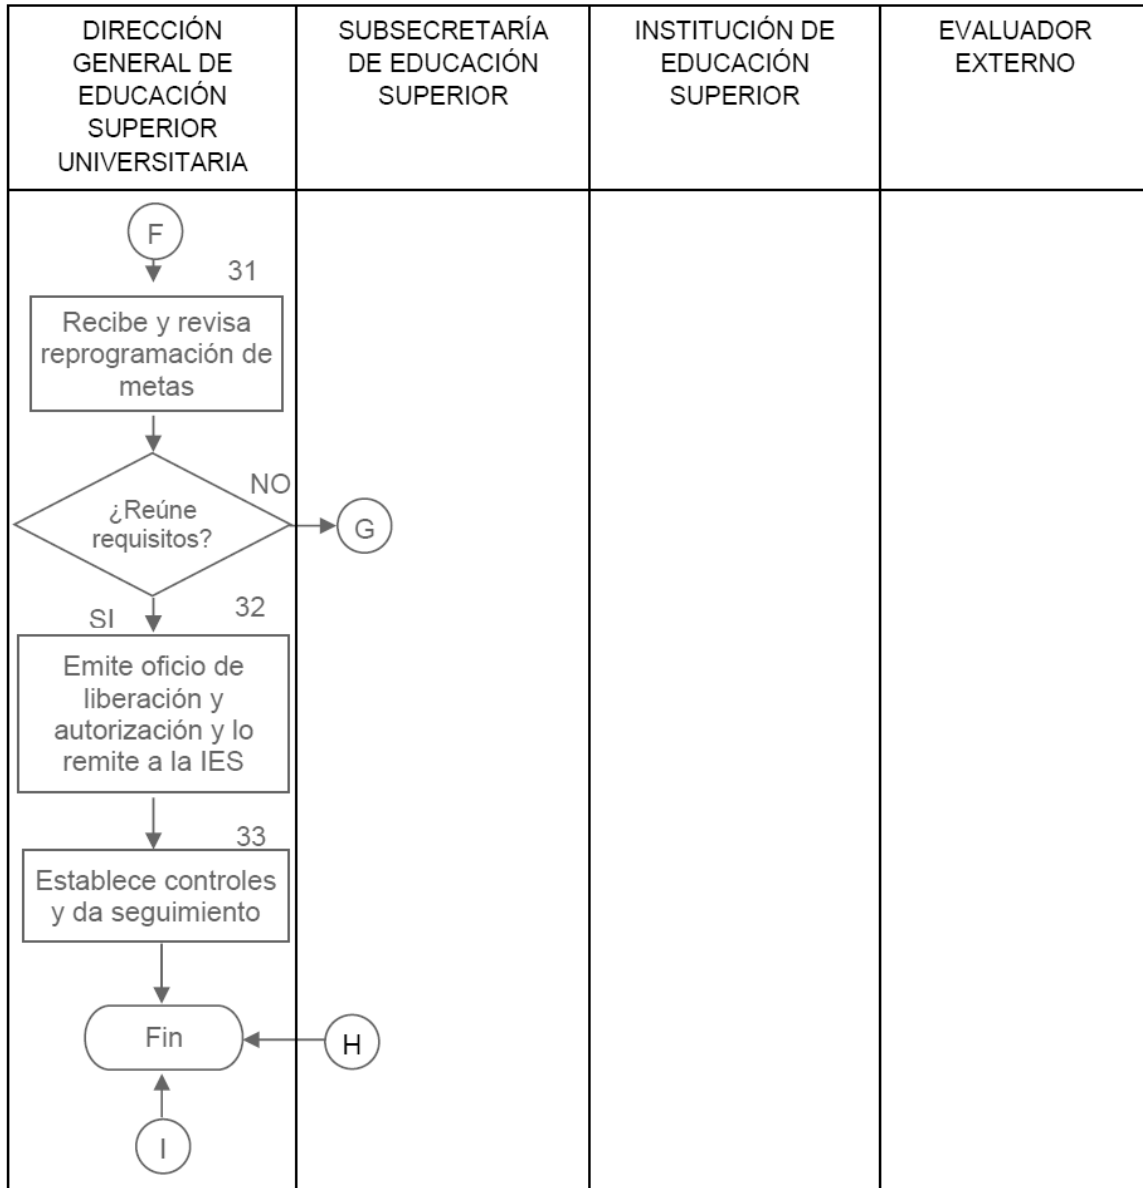 DIRECCIÓN
GENERAL DE
EDUCACIÓN
SUPERIOR
UNIVERSITARIA
SUBSECRETARÍA
DE EDUCACIÓN
SUPERIOR
INSTITUCIÓN DE
EDUCACIÓN
SUPERIOR
EVALUADOR
EXTERNO
F
31
Recibe y revisa
reprogramación de
metas
NO
¿Reúne
requisitos?
G
SI
32
Emite oficio de
liberación y
autorización y lo
remite a la IES
33
Establece controles
y da seguimiento
Fin
H
I